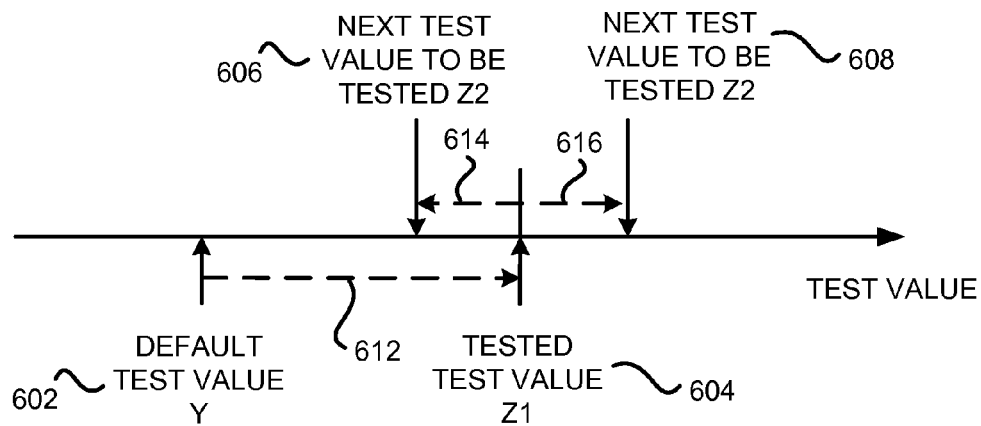 NEXT TEST
VALUE TO BE
TESTED Z2
606
NEXT TEST
VALUE TO BE
TESTED Z2
608
614
616
TEST VALUE
612
DEFAULT
TEST VALUE
Y
602
TESTED
TEST VALUE
Z1
604